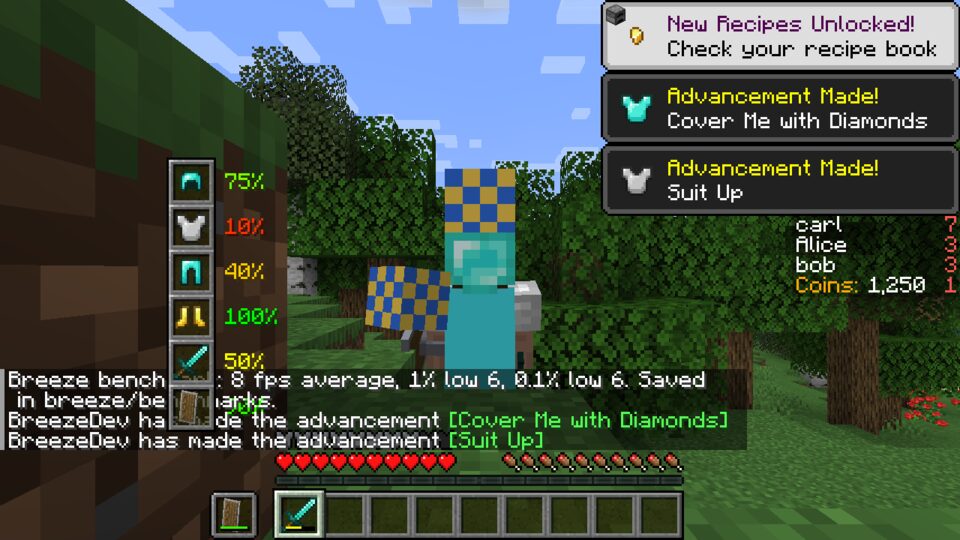 New Recipes Unlocked!
Check your recipe book
Advancement Made!
Cover Me with Diamonds
Advancement Made!
Suit Up
carl 7
Alice 3
bob 3
Coins: 1,250 1
75%
10%
40%
100%
50%
Breeze bench : 8 fps average, 1% low 6, 0.1% low 6. Saved
in breeze/be marks.
BreezeDev ha de the advancement [Cover Me with Diamonds]
BreezeDev has made the advancement [Suit Up]